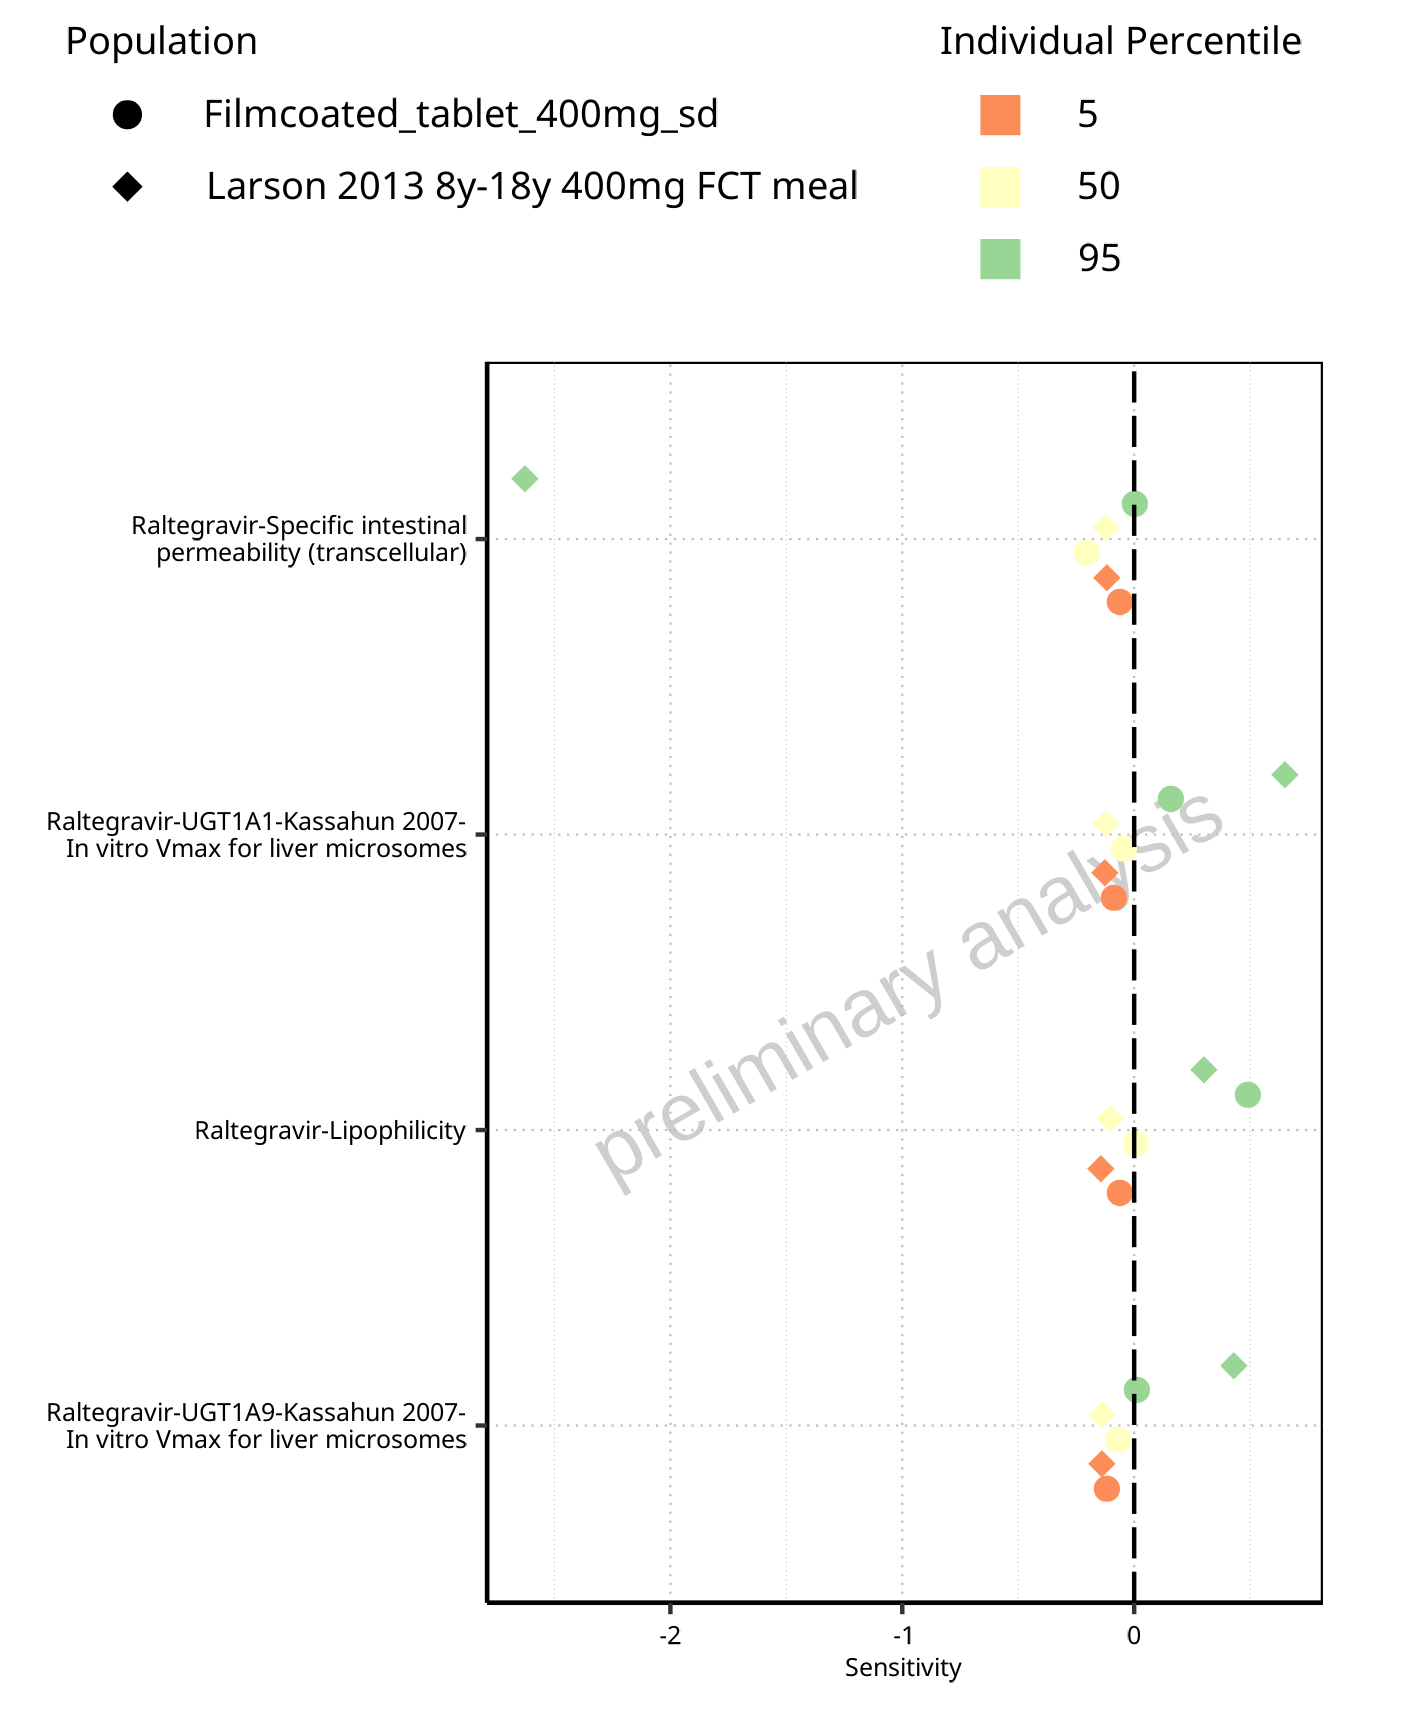 Population
Filmcoated_tablet_400mg_sd
Larson 2013 8y-18y 400mg FCT meal
Individual Percentile
5
50
95
Raltegravir-Specific intestinal
permeability (transcellular)
Raltegravir-UGT1A1-Kassahun 2007-
In vitro Vmax for liver microsomes
Raltegravir-Lipophilicity
Raltegravir-UGT1A9-Kassahun 2007-
In vitro Vmax for liver microsomes
preliminary analysis
-2
-1
0
Sensitivity